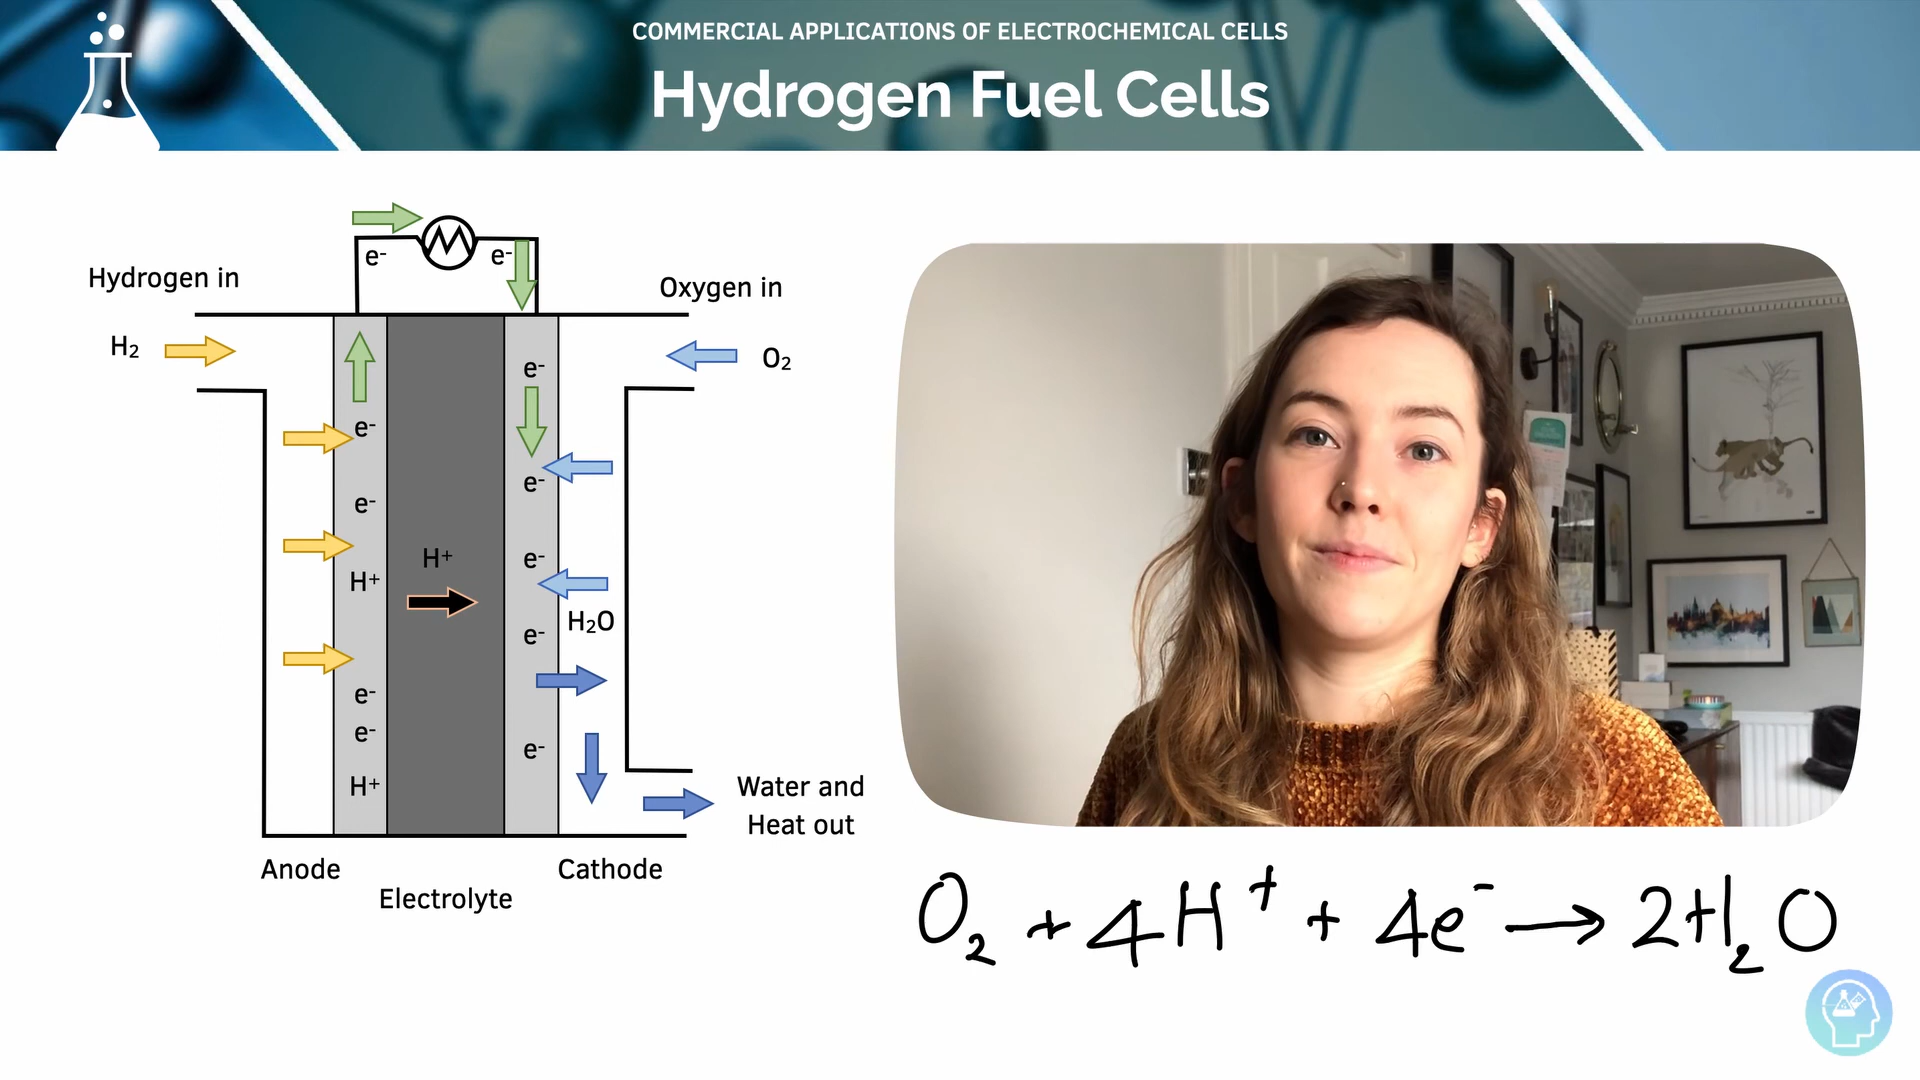 COMMERCIAL APPLICATIONS OF ELECTROCHEMICAL CELLS
Hydrogen Fuel Cells
e-
e-
Hydrogen in
Oxygen in
H₂
O₂
e-
e-
e-
e-
H⁺
H⁺
e-
H₂O
e-
e-
e-
e-
H⁺
Water and
Heat out
Anode
Cathode
Electrolyte
O₂ + 4H⁺ + 4e⁻ → 2H₂O